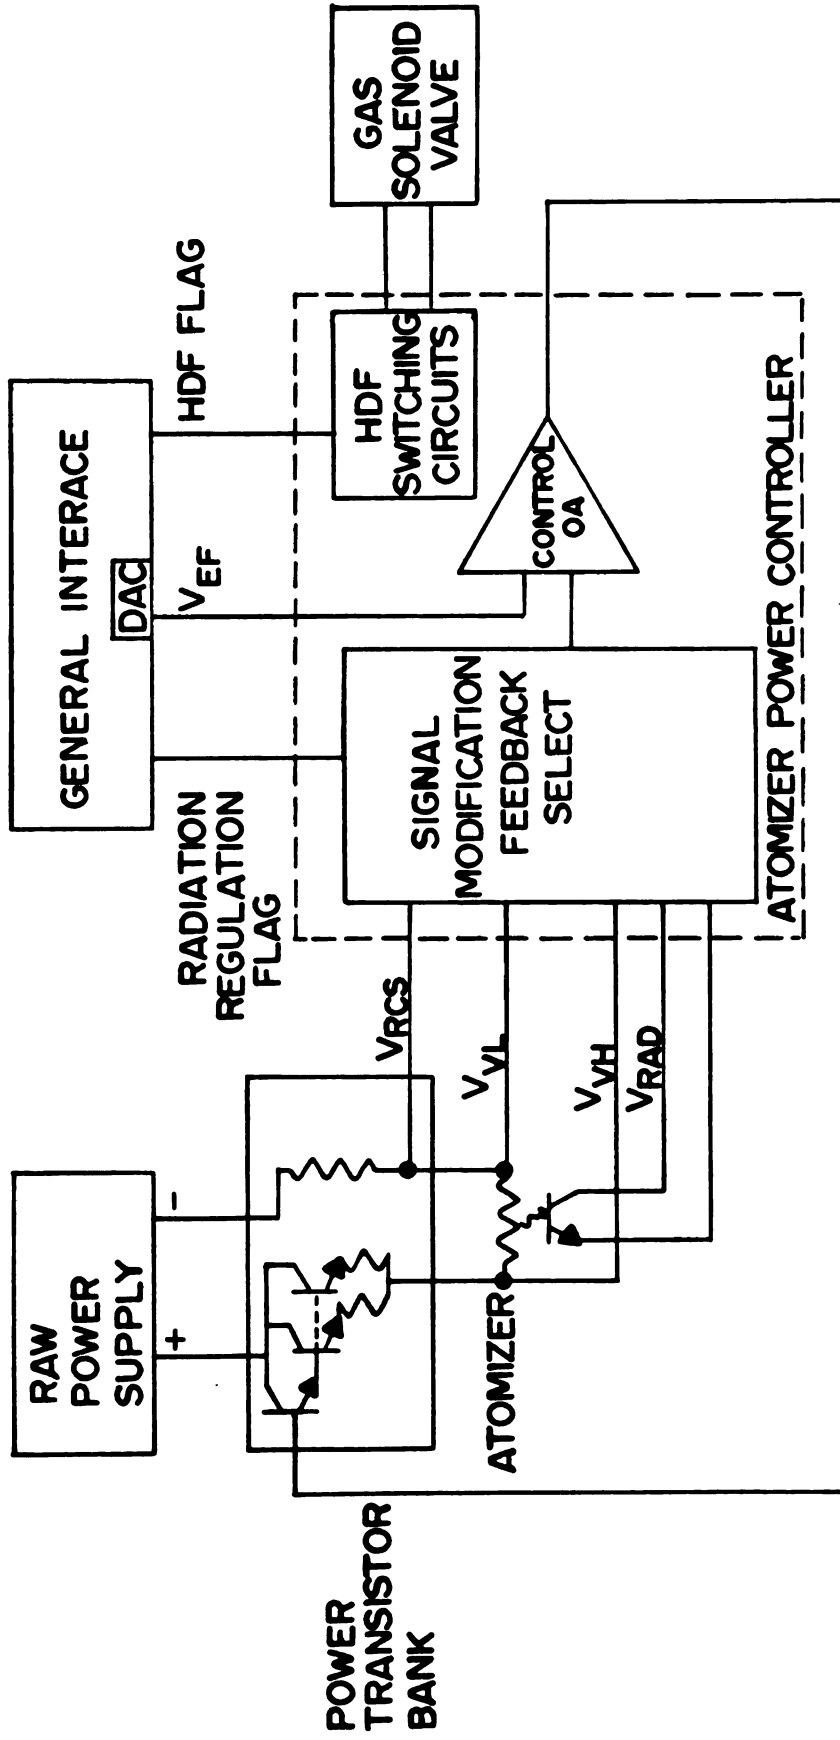 RAW
POWER
SUPPLY
+
-
GENERAL INTERACE
DAC
POWER
TRANSISTOR
BANK
ATOMIZER
V_RCS
V_VL
V_VH
V_RAD
RADIATION
REGULATION
FLAG
V_EF
HDF FLAG
SIGNAL
MODIFICATION
FEEDBACK
SELECT
CONTROL
OA
HDF
SWITCHING
CIRCUITS
GAS
SOLENOID
VALVE
ATOMIZER POWER CONTROLLER